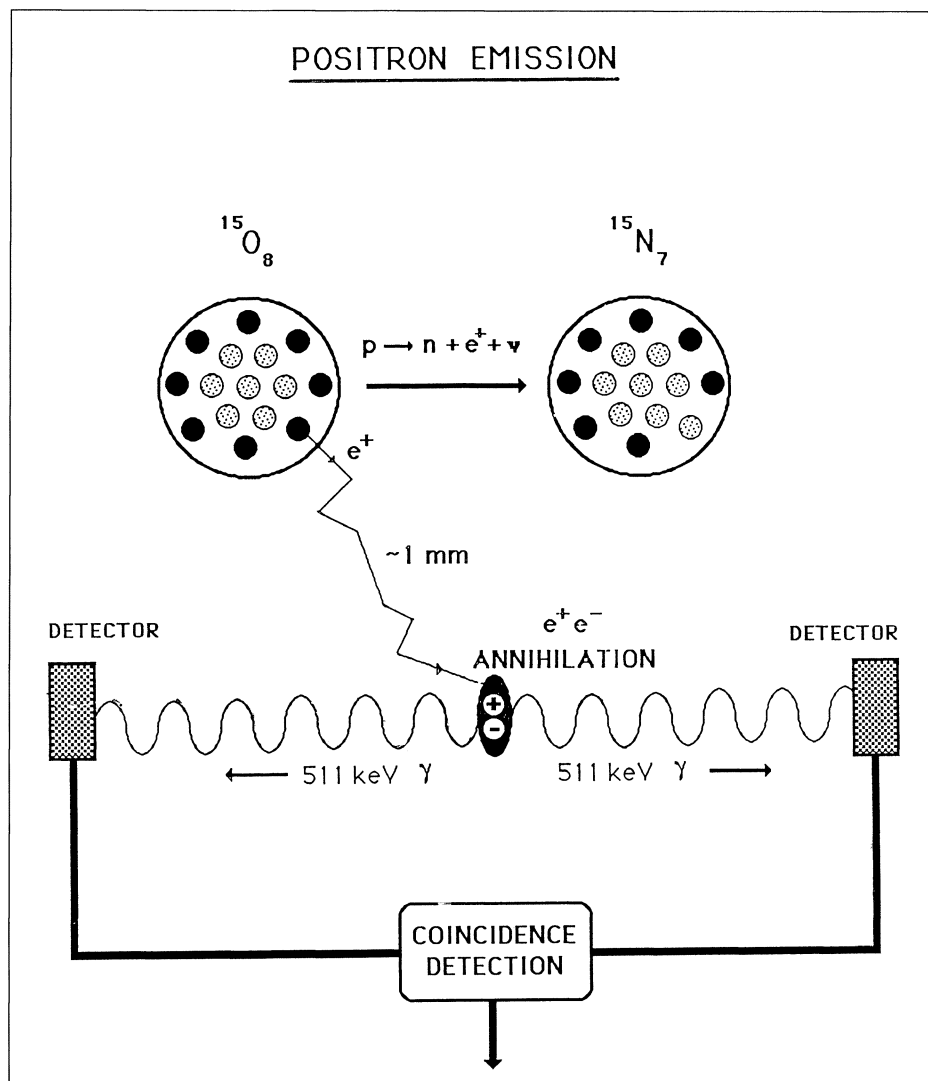 POSITRON EMISSION
¹⁵O₈
¹⁵N₇
p → n + e⁺ + ν
e⁺
~1 mm
e⁺ e⁻
DETECTOR
DETECTOR
ANNIHILATION
+
−
← 511 keV γ
511 keV γ →
COINCIDENCE
DETECTION